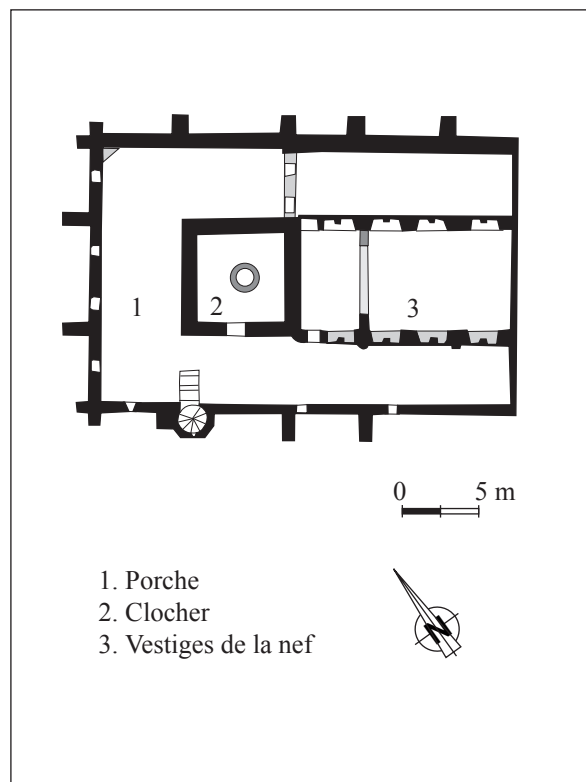 1
2
3
0 5 m
1. Porche
2. Clocher
3. Vestiges de la nef
N